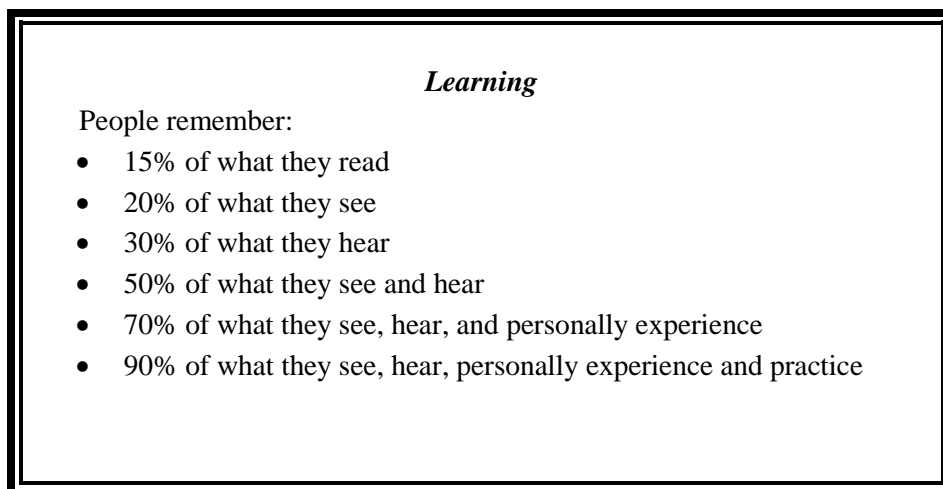 Learning
People remember:
• 15% of what they read
• 20% of what they see
• 30% of what they hear
• 50% of what they see and hear
• 70% of what they see, hear, and personally experience
• 90% of what they see, hear, personally experience and practice